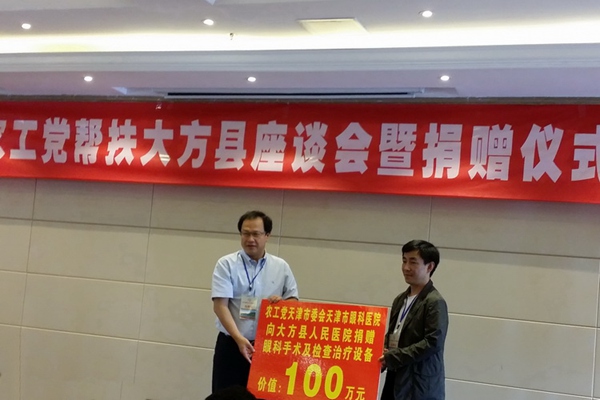 农工党帮扶大方县座谈会暨捐赠仪式
农工党天津市委会天津市眼科医院
向大方县人民医院捐赠
眼科手术及检查治疗设备
价值：100万元